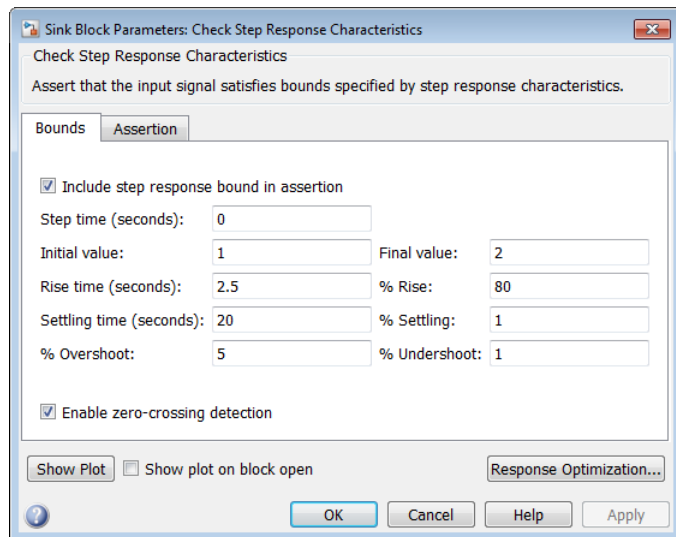 Sink Block Parameters: Check Step Response Characteristics
Check Step Response Characteristics
Assert that the input signal satisfies bounds specified by step response characteristics.
Bounds Assertion
Include step response bound in assertion
Step time (seconds): 0
Initial value: 1 Final value: 2
Rise time (seconds): 2.5 % Rise: 80
Settling time (seconds): 20 % Settling: 1
% Overshoot: 5 % Undershoot: 1
Enable zero-crossing detection
Show Plot Show plot on block open Response Optimization...
? OK Cancel Help Apply